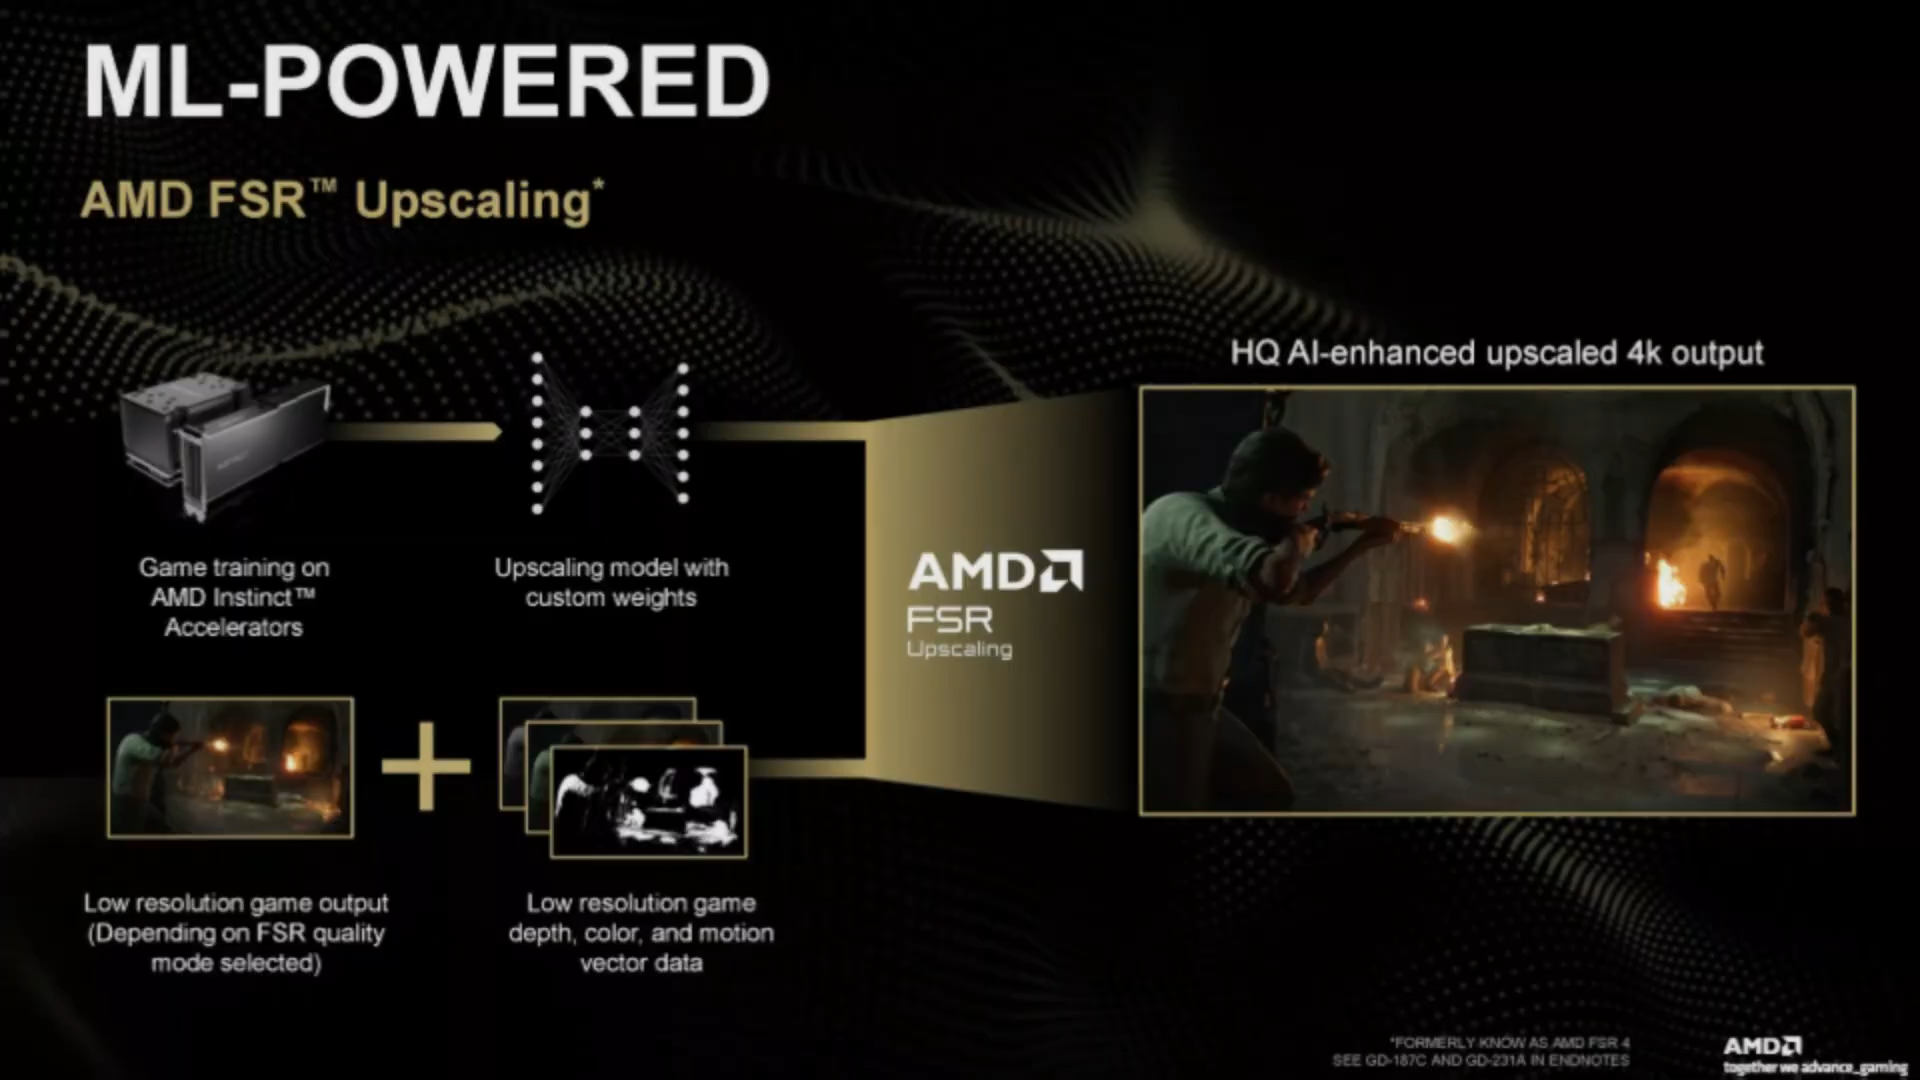 ML-POWERED
AMD FSR™ Upscaling*
HQ AI-enhanced upscaled 4k output
Game training on
AMD Instinct™
Accelerators
Upscaling model with
custom weights
AMD
FSR
Upscaling
Low resolution game output
(Depending on FSR quality
mode selected)
Low resolution game
depth, color, and motion
vector data
*FORMERLY KNOW AS AMD FSR 4
SEE GD-187C AND GD-231A IN ENDNOTES
AMD
together we advance_gaming